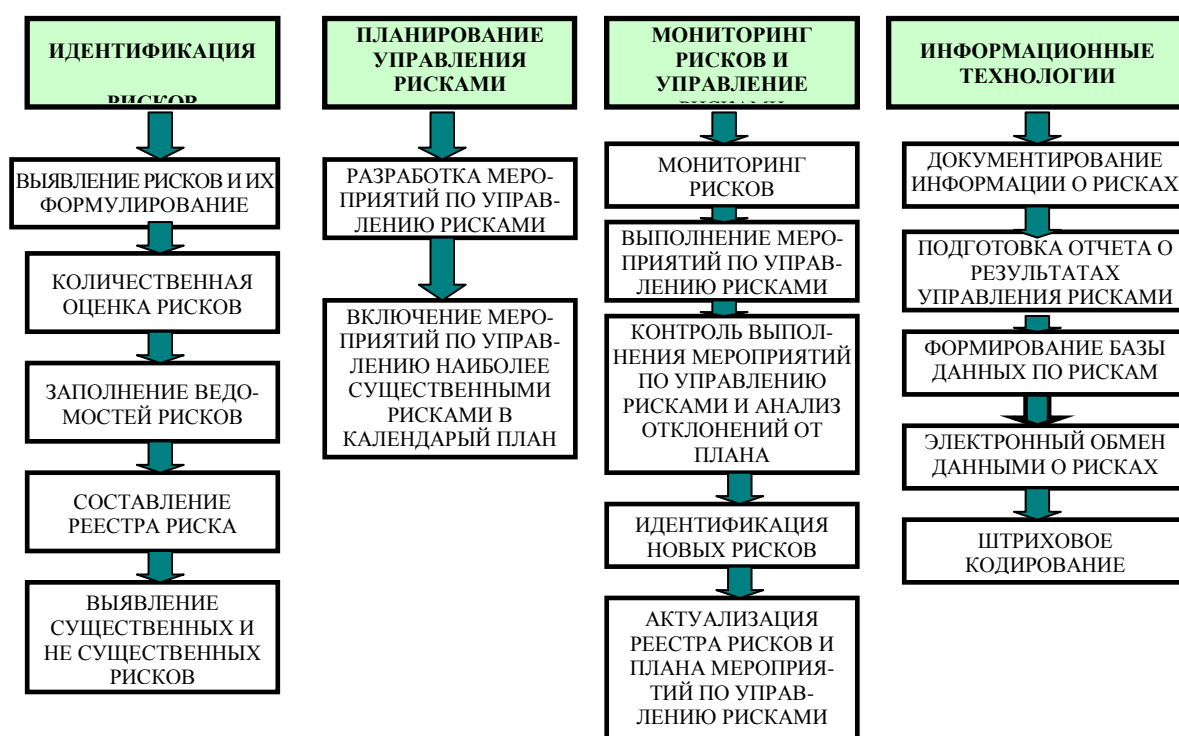 ИДЕНТИФИКАЦИЯ
РИСКОВ
ВЫЯВЛЕНИЕ РИСКОВ И ИХ
ФОРМУЛИРОВАНИЕ
КОЛИЧЕСТВЕННАЯ
ОЦЕНКА РИСКОВ
ЗАПОЛНЕНИЕ ВЕДО-
МОСТЕЙ РИСКОВ
СОСТАВЛЕНИЕ
РЕЕСТРА РИСКА
ВЫЯВЛЕНИЕ
СУЩЕСТВЕННЫХ И
НЕ СУЩЕСТВЕННЫХ
РИСКОВ
ПЛАНИРОВАНИЕ
УПРАВЛЕНИЯ
РИСКАМИ
РАЗРАБОТКА МЕРО-
ПРИЯТИЙ ПО УПРАВ-
ЛЕНИЮ РИСКАМИ
ВКЛЮЧЕНИЕ МЕРО-
ПРИЯТИЙ ПО УПРАВ-
ЛЕНИЮ НАИБОЛЕЕ
СУЩЕСТВЕННЫМИ
РИСКАМИ В
КАЛЕНДАРЫЙ ПЛАН
МОНИТОРИНГ
РИСКОВ И
УПРАВЛЕНИЕ
РИСКАМИ
МОНИТОРИНГ
РИСКОВ
ВЫПОЛНЕНИЕ МЕРО-
ПРИЯТИЙ ПО УПРАВ-
ЛЕНИЮ РИСКАМИ
КОНТРОЛЬ ВЫПОЛ-
НЕНИЯ МЕРОПРИЯТИЙ
ПО УПРАВЛЕНИЮ
РИСКАМИ И АНАЛИЗ
ОТКЛОНЕНИЙ ОТ
ПЛАНА
ИДЕНТИФИКАЦИЯ
НОВЫХ РИСКОВ
АКТУАЛИЗАЦИЯ
РЕЕСТРА РИСКОВ И
ПЛАНА МЕРОПРИЯ-
ТИЙ ПО УПРАВ-
ЛЕНИЮ РИСКАМИ
ИНФОРМАЦИОННЫЕ
ТЕХНОЛОГИИ
ДОКУМЕНТИРОВАНИЕ
ИНФОРМАЦИИ О РИСКАХ
ПОДГОТОВКА ОТЧЕТА О
РЕЗУЛЬТАТАХ
УПРАВЛЕНИЯ РИСКАМИ
ФОРМИРОВАНИЕ БАЗЫ
ДАННЫХ ПО РИСКАМ
ЭЛЕКТРОННЫЙ ОБМЕН
ДАННЫМИ О РИСКАХ
ШТРИХОВОЕ
КОДИРОВАНИЕ